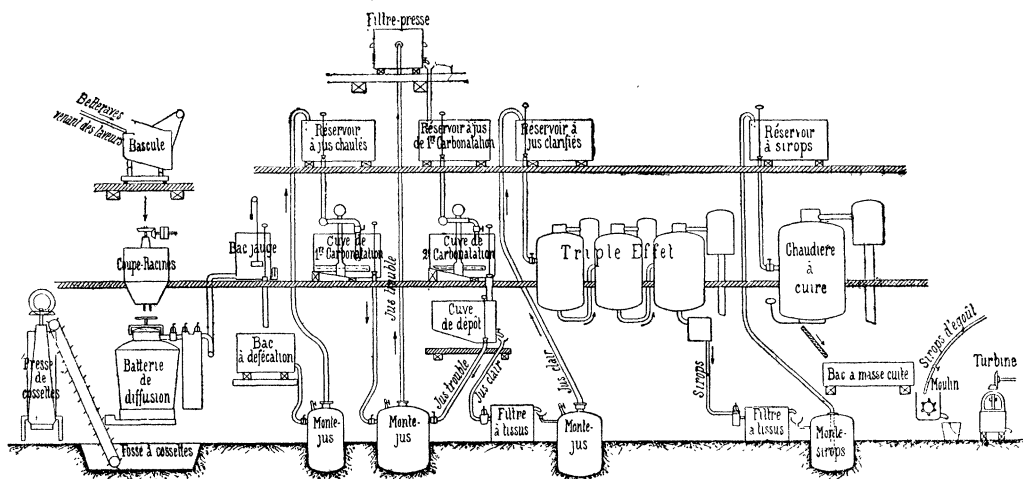 Filtre-presse
Betteraves
venant des laveurs
Bascule
Réservoir
à jus chaulés
Réservoir à jus
de 1re Carbonatation
Réservoir à
jus clarifiés
Réservoir
à sirops
Coupe-Racines
Bac jauge
Cuve de
1re Carbonatation
Jus trouble
Cuve de
2e Carbonatation
Triple Effet
Chaudière
à
cuire
Presse
de
cossettes
Batterie
de
diffusion
Bac
à défécation
Cuve
de dépôt
Jus trouble
Jus clair
Jus clair
Sirops
Bac a masse cuite
Sirops d'égoût
Moulin
Turbine
Fosse à cossettes
Monte-
jus
Monte-
jus
Filtre
à tissus
Monte-
jus
Filtre
à tissus
Monte-
sirops